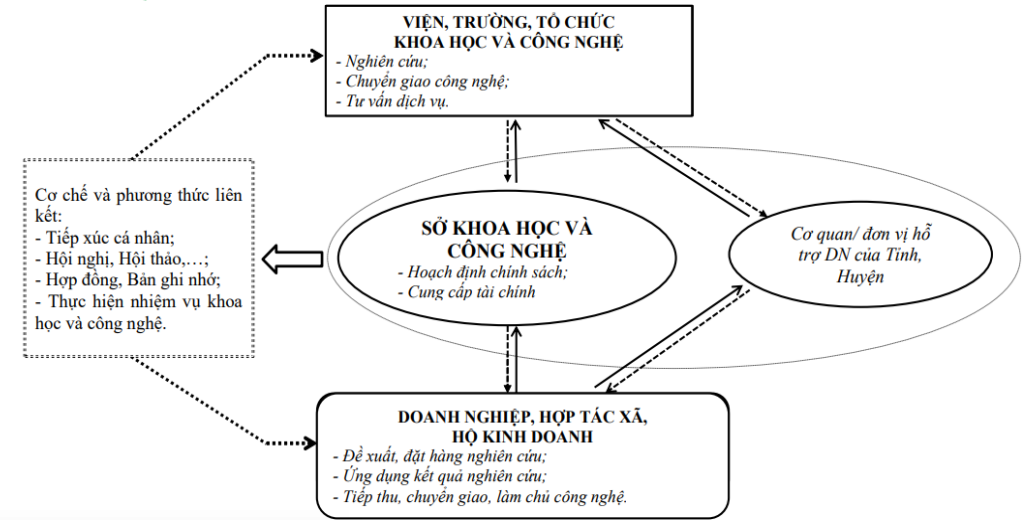 VIỆN, TRƯỜNG, TỔ CHỨC
KHOA HỌC VÀ CÔNG NGHỆ
- Nghiên cứu;
- Chuyển giao công nghệ;
- Tư vấn dịch vụ.
Cơ chế và phương thức liên
kết:
- Tiếp xúc cá nhân;
- Hội nghị, Hội thảo,…;
- Hợp đồng, Bản ghi nhớ;
- Thực hiện nhiệm vụ khoa
học và công nghệ.
SỞ KHOA HỌC VÀ
CÔNG NGHỆ
- Hoạch định chính sách;
- Cung cấp tài chính
Cơ quan/ đơn vị hỗ
trợ DN của Tỉnh,
Huyện
DOANH NGHIỆP, HỢP TÁC XÃ,
HỘ KINH DOANH
- Đề xuất, đặt hàng nghiên cứu;
- Ứng dụng kết quả nghiên cứu;
- Tiếp thu, chuyển giao, làm chủ công nghệ.